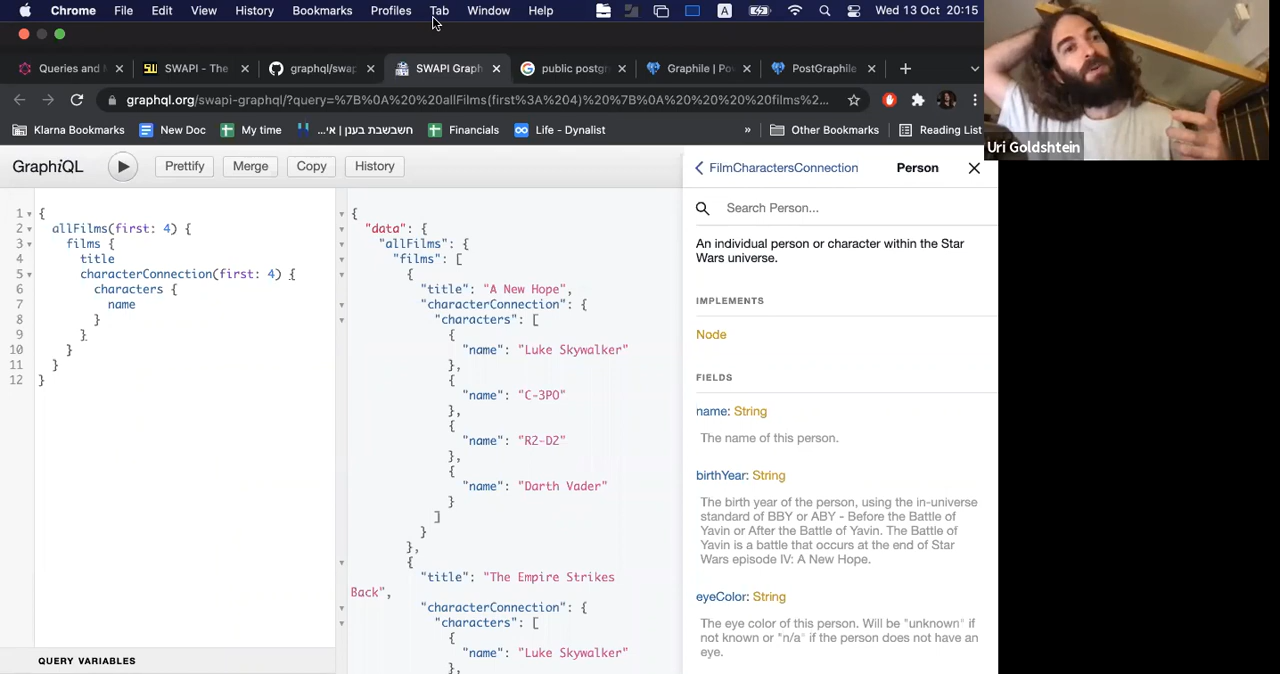 Chrome File Edit View History Bookmarks Profiles Tab Window Help A Wed 13 Oct 20:15
Queries and M SWAPI - The graphql/swap SWAPI Graph public postgr Graphile | Pow PostGraphile
graphql.org/swapi-graphql/?query=%7B%0A%20%20allFilms(first%3A%204)%20%7B%0A%20%20%20%20films%2...
Klarna Bookmarks New Doc My time חשבשבת בענן | אי... Financials Life - Dynalist » Other Bookmarks Reading List
Uri Goldshtein
GraphiQL Prettify Merge Copy History
1 {
2 allFilms(first: 4) {
3 films {
4 title
5 characterConnection(first: 4) {
6 characters {
7 name
8 }
9 }
10 }
11 }
12 }
QUERY VARIABLES
{
"data": {
"allFilms": {
"films": [
{
"title": "A New Hope",
"characterConnection": {
"characters": [
{
"name": "Luke Skywalker"
},
{
"name": "C-3PO"
},
{
"name": "R2-D2"
},
{
"name": "Darth Vader"
}
]
}
},
{
"title": "The Empire Strikes
Back",
"characterConnection": {
"characters": [
{
"name": "Luke Skywalker"
},
FilmCharactersConnection Person
Search Person...
An individual person or character within the Star
Wars universe.
IMPLEMENTS
Node
FIELDS
name: String
The name of this person.
birthYear: String
The birth year of the person, using the in-universe
standard of BBY or ABY - Before the Battle of
Yavin or After the Battle of Yavin. The Battle of
Yavin is a battle that occurs at the end of Star
Wars episode IV: A New Hope.
eyeColor: String
The eye color of this person. Will be "unknown" if
not known or "n/a" if the person does not have an
eye.